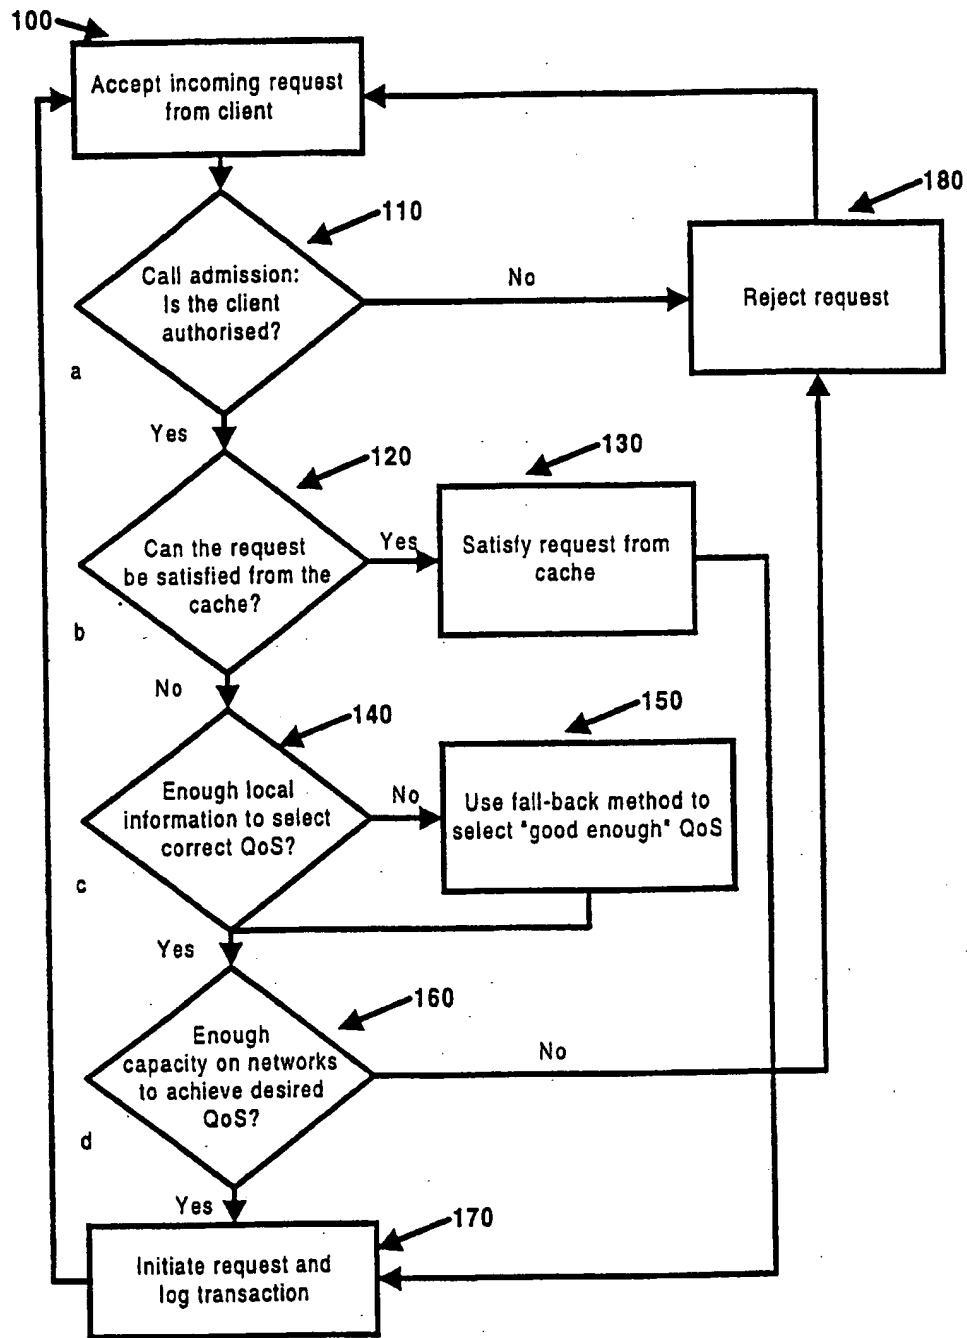 100
Accept incoming request
from client
110
180
Call admission:
Is the client
authorised?
No
Reject request
a
Yes
120
130
Can the request
be satisfied from the
cache?
Yes
Satisfy request from
cache
b
No
140
150
Enough local
information to select
correct QoS?
No
Use fall-back method to
select "good enough" QoS
c
Yes
160
Enough
capacity on networks
to achieve desired
QoS?
No
d
Yes
170
Initiate request and
log transaction